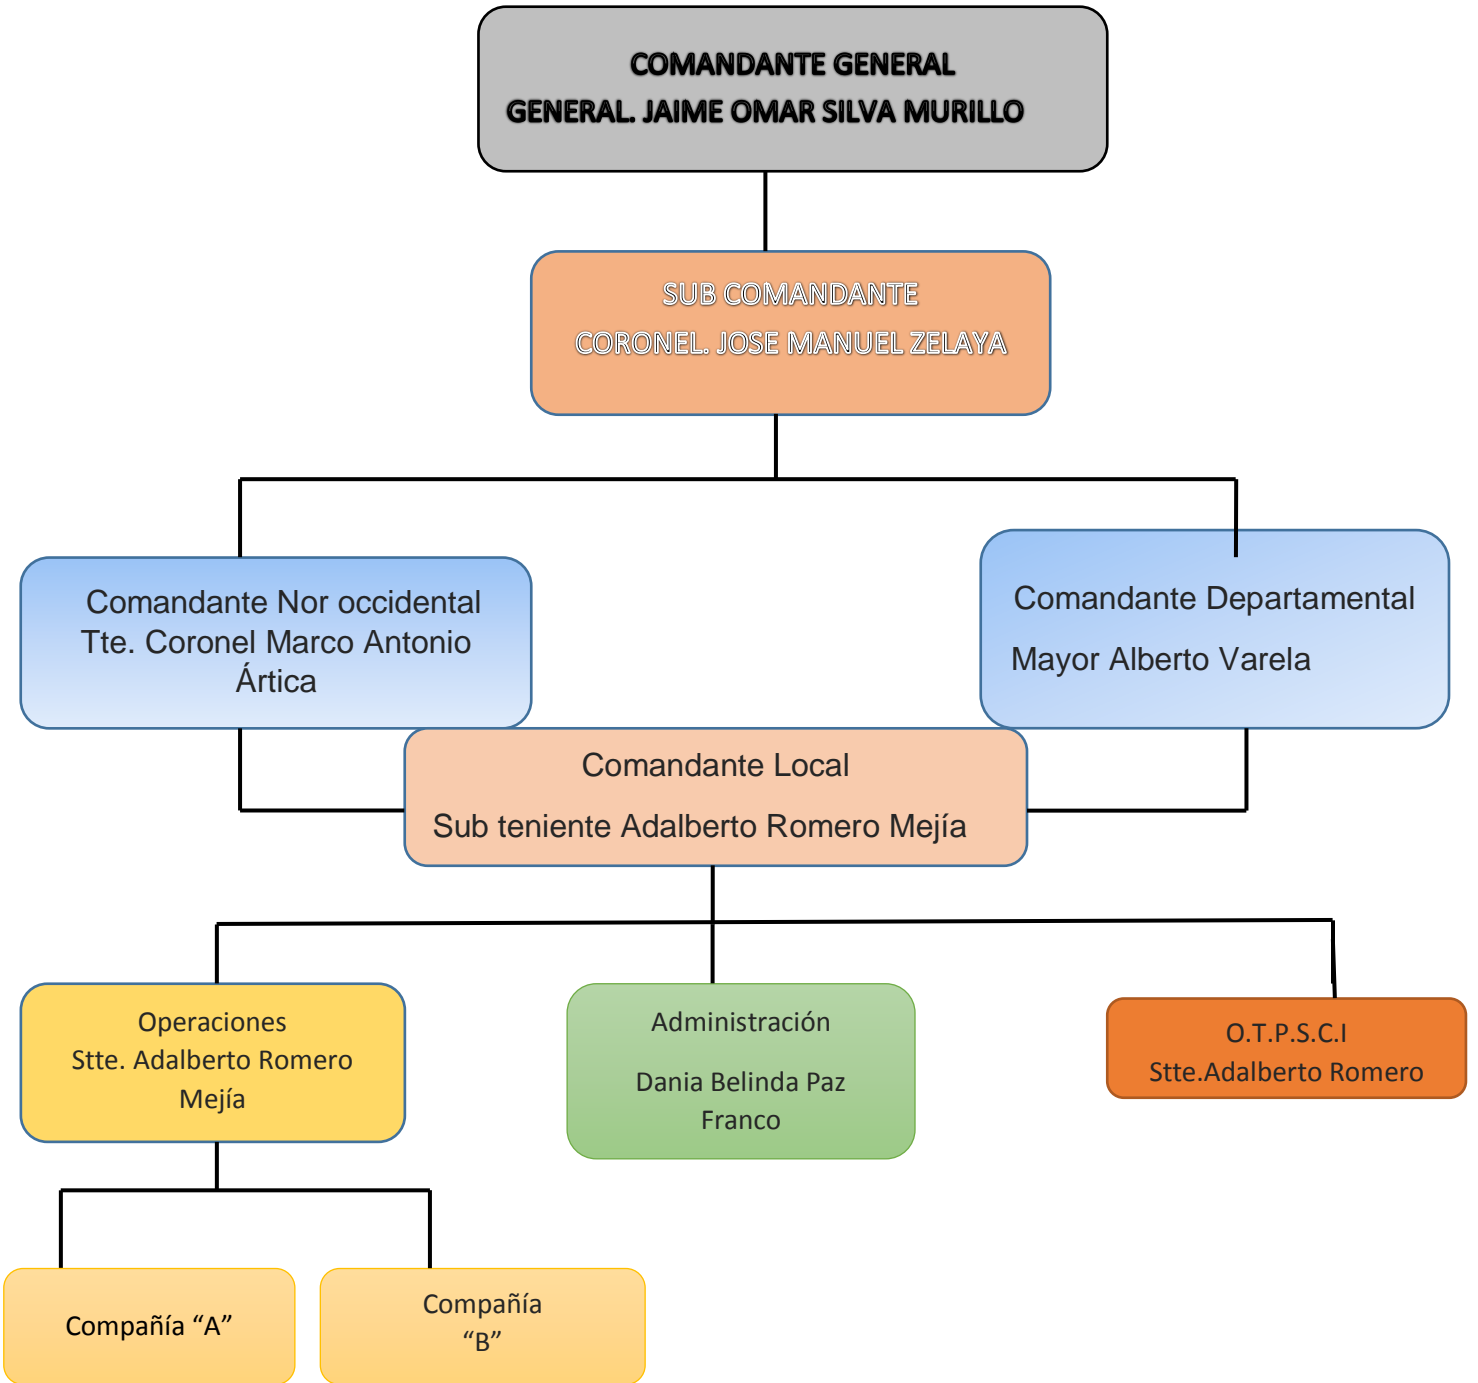 COMANDANTE GENERAL
GENERAL. JAIME OMAR SILVA MURILLO
SUB COMANDANTE
CORONEL. JOSE MANUEL ZELAYA
Comandante Nor occidental
Tte. Coronel Marco Antonio
Ártica
Comandante Departamental
Mayor Alberto Varela
Comandante Local
Sub teniente Adalberto Romero Mejía
Operaciones
Stte. Adalberto Romero
Mejía
Administración
Dania Belinda Paz
Franco
O.T.P.S.C.I
Stte.Adalberto Romero
Compañía “A”
Compañía
“B”